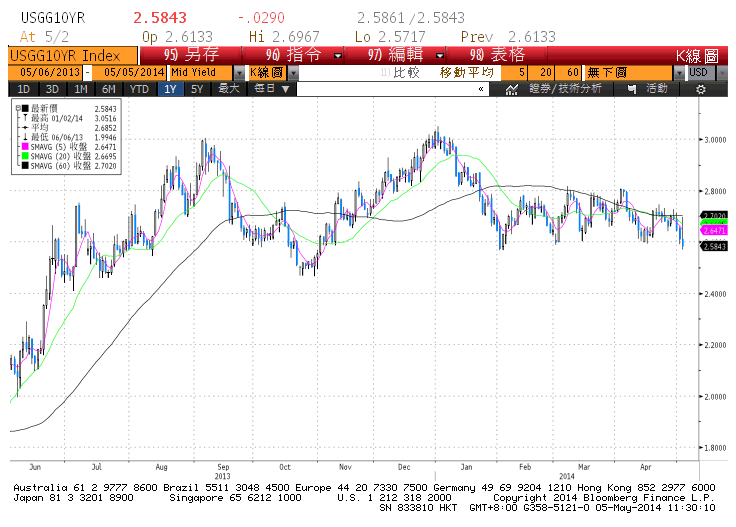 USGG10YR 2.5843 -.0290 2.5861/2.5843
At 5/2 Op 2.6133 Hi 2.6967 Lo 2.5717 Prev 2.6133
USGG10YR Index 95) 另存 96) 指令 97) 編輯 98) 表格 K線圖
05/06/2013 - 05/05/2014 Mid Yield K線圖 比較 移動平均 5 20 60 無下圖 USD
1D 3D 1M 6M YTD 1Y 5Y 最大 每日 ▼ « 證券/技術分析 活動
最新價 2.5843
最高 01/02/14 3.0516
平均 2.6852
最低 06/06/13 1.9946
SMAVG (5) 收盤 2.6471
SMAVG (20) 收盤 2.6695
SMAVG (60) 收盤 2.7020
3.0000
2.8000
2.7020
2.6471
2.5843
2.4000
2.2000
2.0000
1.8000
Jun Jul Aug Sep Oct Nov Dec Jan Feb Mar Apr
2013 2014
Australia 61 2 9777 8600 Brazil 5511 3048 4500 Europe 44 20 7330 7500 Germany 49 69 9204 1210 Hong Kong 852 2977 6000
Japan 81 3 3201 8900 Singapore 65 6212 1000 U.S. 1 212 318 2000 Copyright 2014 Bloomberg Finance L.P.
SN 833810 HKT GMT+8:00 G358-5121-0 05-May-2014 11:30:10